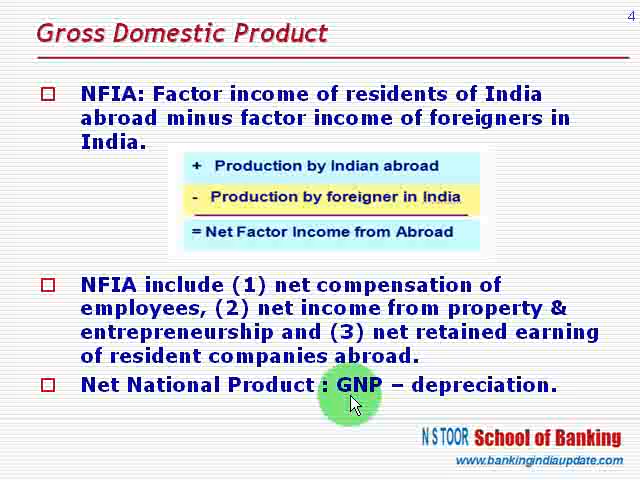 4
Gross Domestic Product
NFIA: Factor income of residents of India
abroad minus factor income of foreigners in
India.
+ Production by Indian abroad
- Production by foreigner in India
= Net Factor Income from Abroad
NFIA include (1) net compensation of
employees, (2) net income from property &
entrepreneurship and (3) net retained earning
of resident companies abroad.
Net National Product : GNP – depreciation.
N S TOOR School of Banking
www.bankingindiaupdate.com